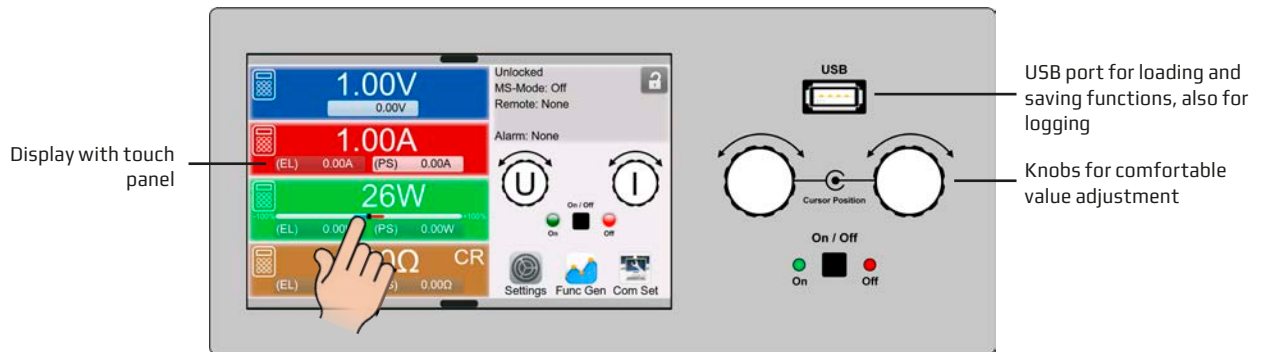 Display with touch
panel
1.00V
0.00V
1.00A
(EL) 0.00A (PS) 0.00A
26W
-100% +100%
(EL) (PS) 0.00W
Ω CR
(EL) 0.00Ω
Unlocked
MS-Mode: Off
Remote: None
Alarm: None
U I
On / Off
On Off
Settings Func Gen Com Set
USB
Cursor Position
On / Off
On Off
USB port for loading and
saving functions, also for
logging
Knobs for comfortable
value adjustment